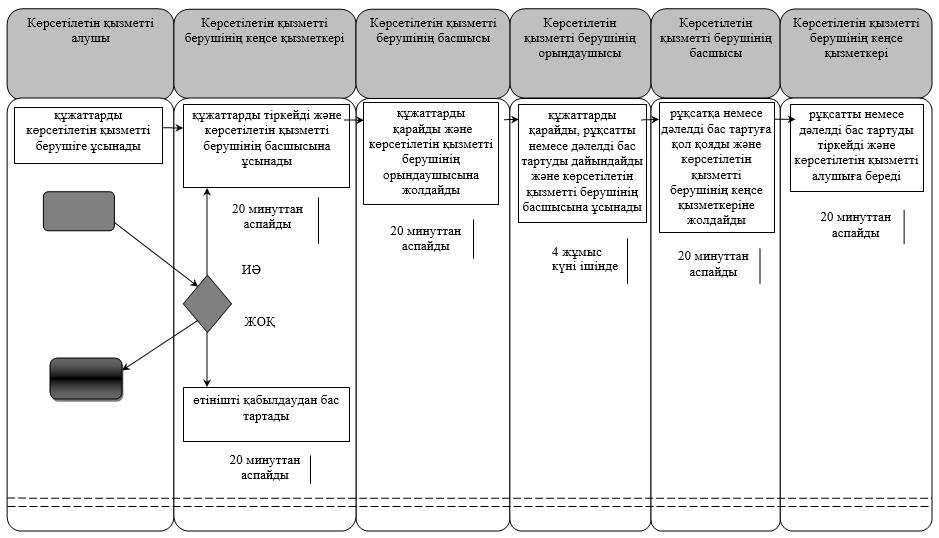 Көрсетілетін қызметті
алушы
Көрсетілетін қызметті
берушінің кеңсе қызметкері
Көрсетілетін қызметті
берушінің басшысы
Көрсетілетін
қызметті берушінің
орындаушысы
Көрсетілетін
қызметті берушінің
басшысы
Көрсетілетін қызметті
берушінің кеңсе
қызметкері
құжаттарды
көрсетілетін қызметті
берушіге ұсынады
құжаттарды тіркейді және
көрсетілетін қызметті
берушінің басшысына
ұсынады
құжаттарды
қарайды және
көрсетілетін қызметті
берушінің
орындаушысына
жолдайды
құжаттарды
қарайды, рұқсатты
немесе дәлелді бас
тартуды дайындайды
және көрсетілетін
қызметті берушінің
басшысына ұсынады
рұқсатқа немесе
дәлелді бас тартуға
қол қояды және
көрсетілетін
қызметті
берушінің кеңсе
қызметкеріне
жолдайды
рұқсатты немесе
дәлелді бас тартуды
тіркейді және
көрсетілетін қызметті
алушыға береді
20 минуттан
аспайды
20 минуттан
аспайды
4 жұмыс
күні ішінде
20 минуттан
аспайды
20 минуттан
аспайды
ИӘ
ЖОҚ
өтінішті қабылдаудан бас
тартады
20 минуттан
аспайды